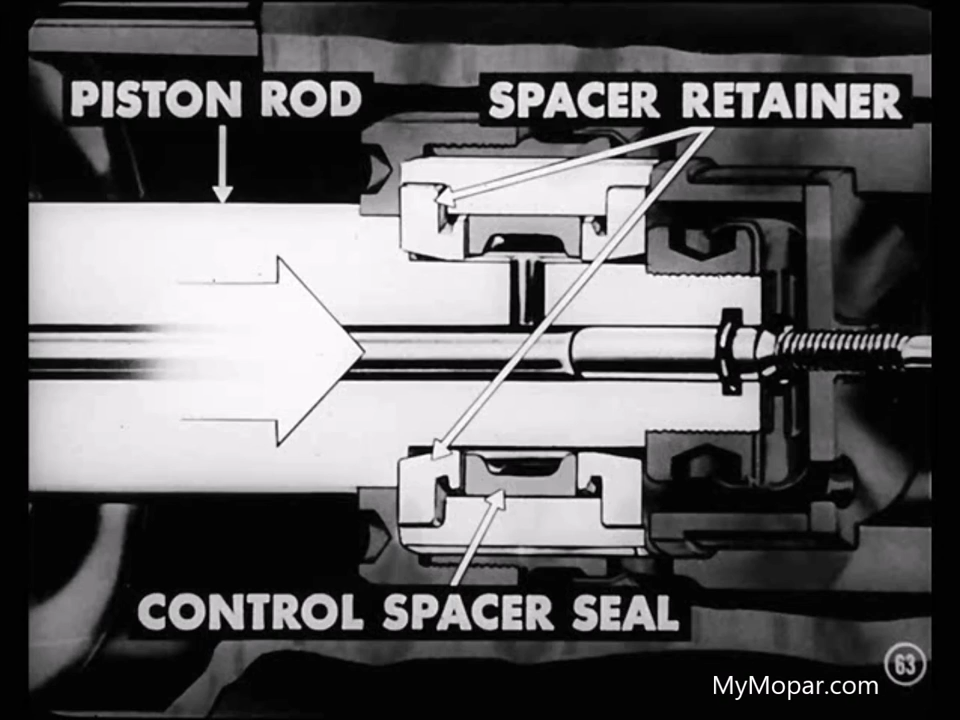 PISTON ROD
SPACER RETAINER
CONTROL SPACER SEAL
63
MyMopar.com